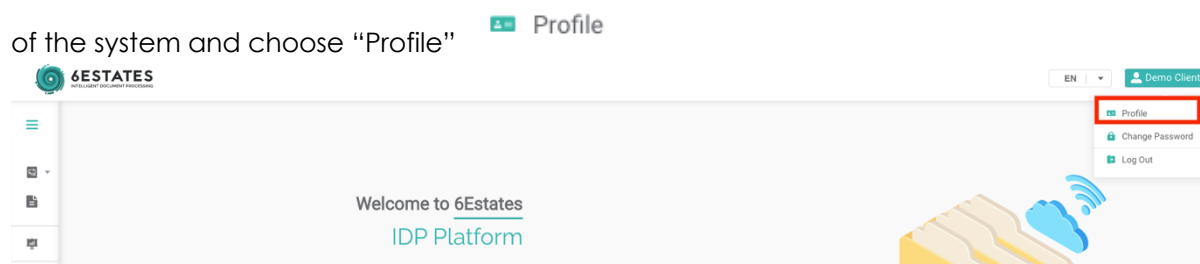 Profile
of the system and choose “Profile”
6ESTATES
INTELLIGENT DOCUMENT PROCESSING
EN
Demo Client
Profile
Change Password
Log Out
Welcome to 6Estates
IDP Platform